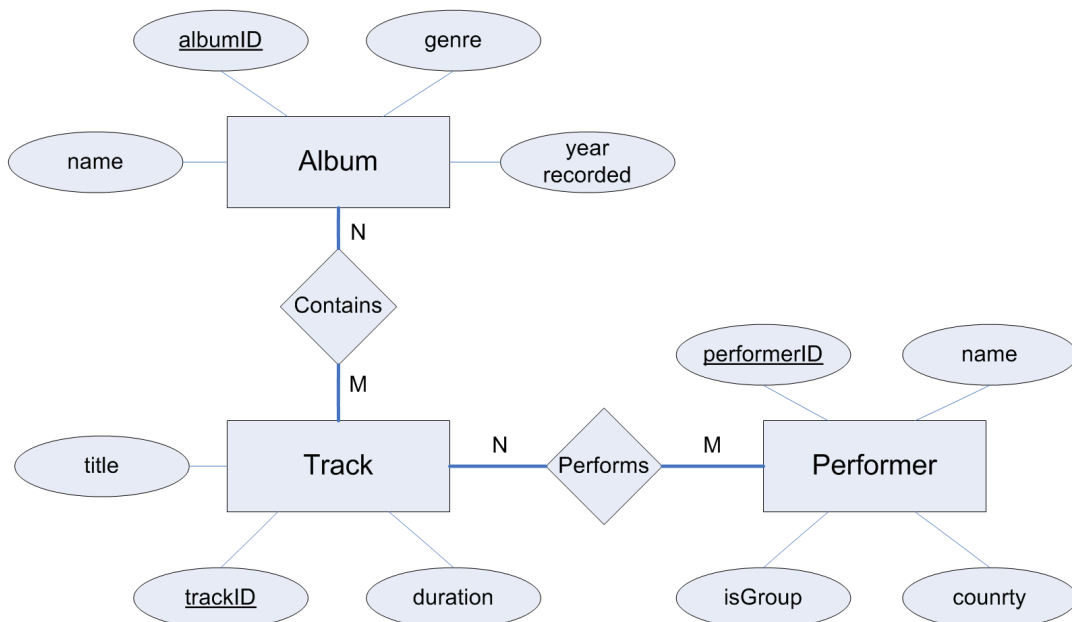 albumID
genre
name
Album
year
recorded
N
Contains
M
performerID
name
title
Track
N
Performs
M
Performer
trackID
duration
isGroup
counrty